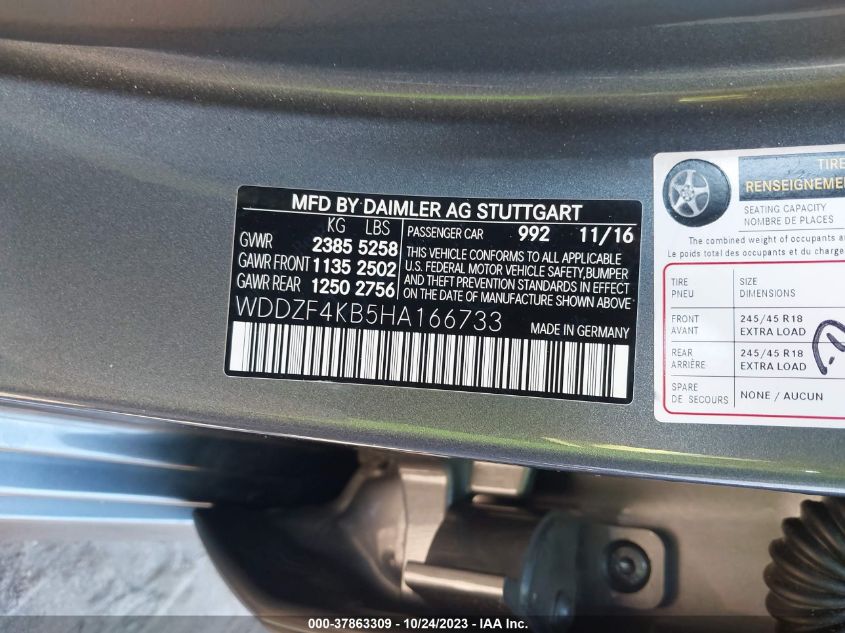 MFD BY DAIMLER AG STUTTGART
KG LBS
GVWR 2385 5258
GAWR FRONT 1135 2502
GAWR REAR 1250 2756
PASSENGER CAR 992 11/16
THIS VEHICLE CONFORMS TO ALL APPLICABLE
U.S. FEDERAL MOTOR VEHICLE SAFETY, BUMPER
AND THEFT PREVENTION STANDARDS IN EFFECT
ON THE DATE OF MANUFACTURE SHOWN ABOVE.
WDDZF4KB5HA166733
MADE IN GERMANY
TIRE
RENSEIGNEME
SEATING CAPACITY
NOMBRE DE PLACES
The combined weight of occupants
Le poids total des occupants et du
TIRE SIZE
PNEU DIMENSIONS
FRONT 245/45 R18
AVANT EXTRA LOAD
REAR 245/45 R18
ARRIÈRE EXTRA LOAD
SPARE
DE SECOURS
NONE / AUCUN
000-37863309 - 10/24/2023 - IAA Inc.